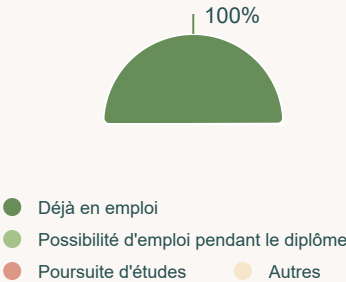 100%
Déjà en emploi
Possibilité d'emploi pendant le diplôme
Poursuite d'études Autres